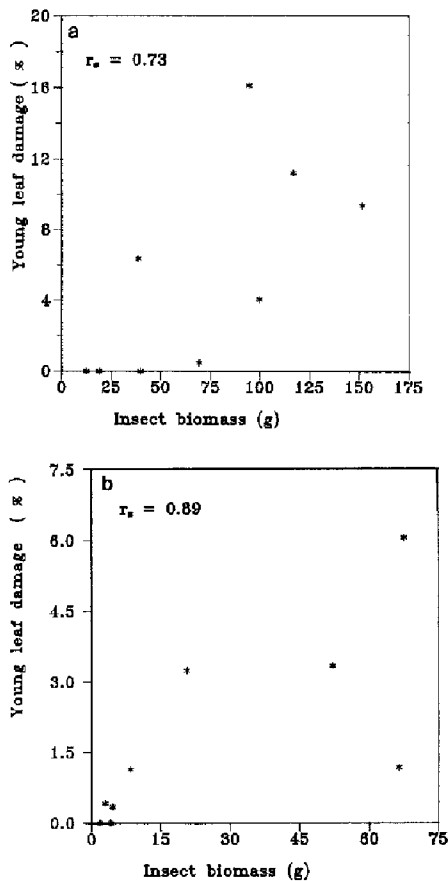 a
r_s = 0.73
Young leaf damage ( % )
20
16
12
8
4
0
0 25 50 75 100 125 150 175
Insect biomass (g)
b
r_s = 0.89
Young leaf damage ( % )
7.5
6.0
4.5
3.0
1.5
0.0
0 15 30 45 60 75
Insect biomass (g)